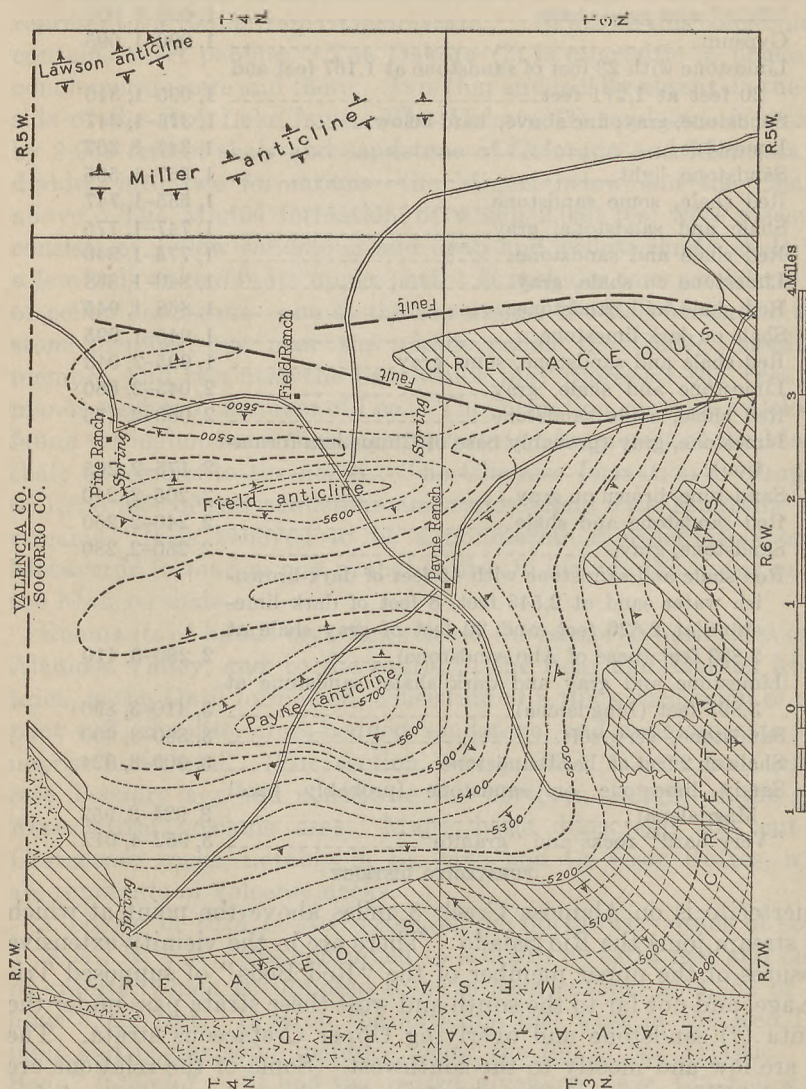 T. 4 N.
T. 3 N.
R. 5 W.
R. 5 W.
Lawson anticline
Miller anticline
VALENCIA CO.
SOCORRO CO.
Fault
Fault
Pine Ranch
Spring
Field Ranch
5600
5500
Field anticline
5600
Spring
CRETACEOUS
Payne Ranch
R. 6 W.
Payne anticline
5700
5600
5500
5400
5300
5250
5200
5100
5000
4900
CRETACEOUS
Spring
CRETACEOUS
LAVA-CAPPED
MESA
R. 7 W.
R. 7 W.
T. 4 N.
T. 3 N.
1 0 1 2 3 4 Miles